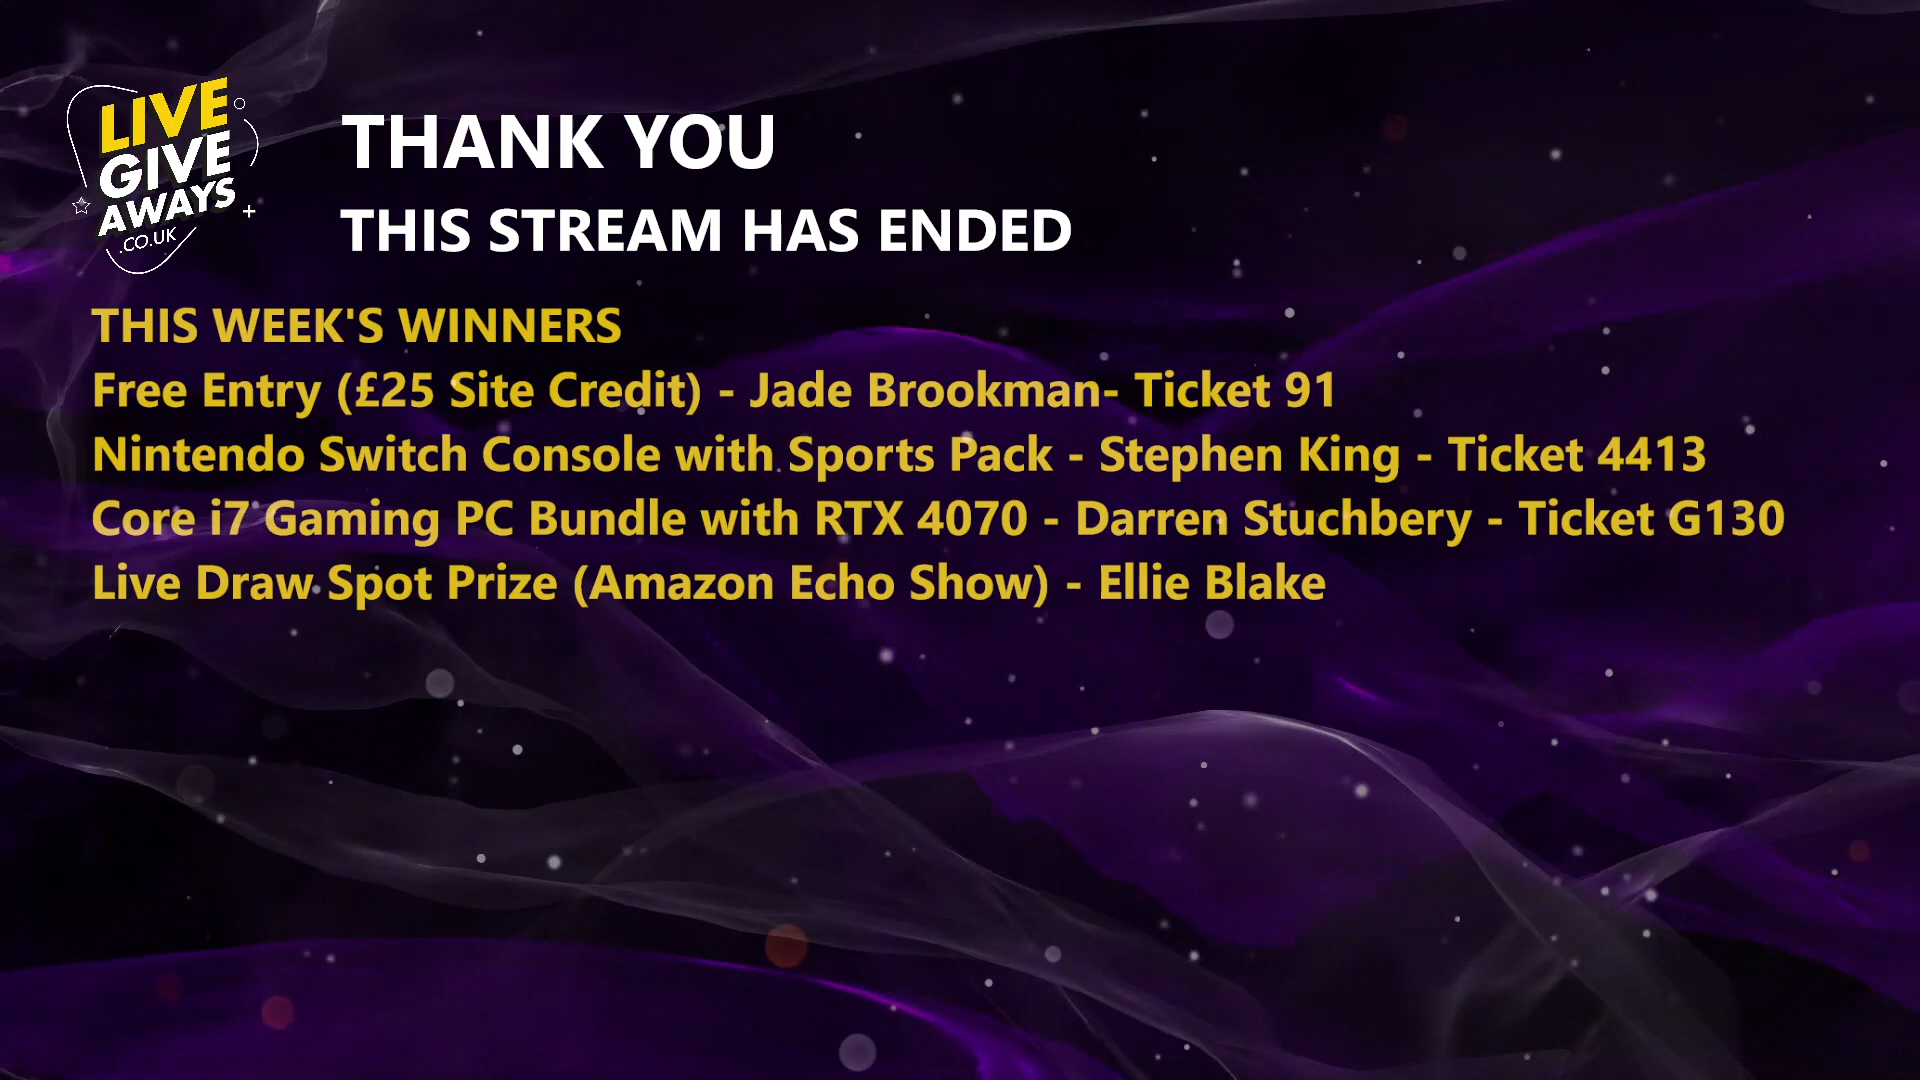 LIVE
GIVE
AWAYS
.CO.UK
THANK YOU
THIS STREAM HAS ENDED
THIS WEEK'S WINNERS
Free Entry (£25 Site Credit) - Jade Brookman- Ticket 91
Nintendo Switch Console with Sports Pack - Stephen King - Ticket 4413
Core i7 Gaming PC Bundle with RTX 4070 - Darren Stuchbery - Ticket G130
Live Draw Spot Prize (Amazon Echo Show) - Ellie Blake